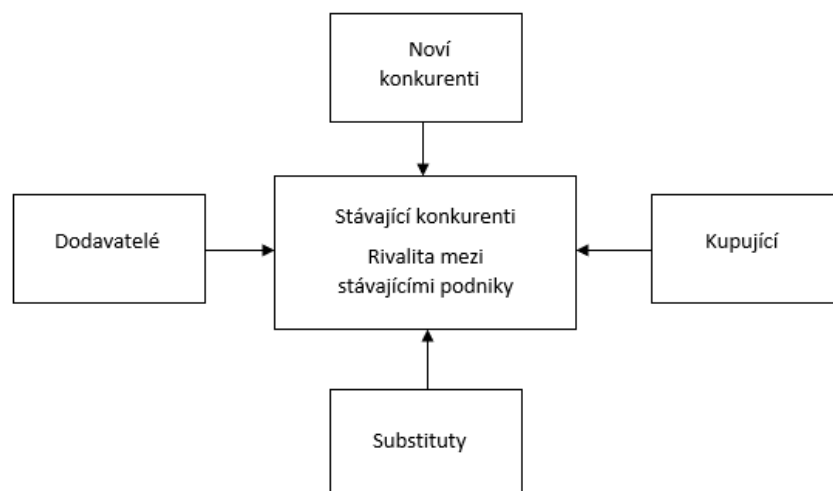 Noví
konkurenti
Dodavatelé
Stávající konkurenti
Rivalita mezi
stávajícími podniky
Kupující
Substituty